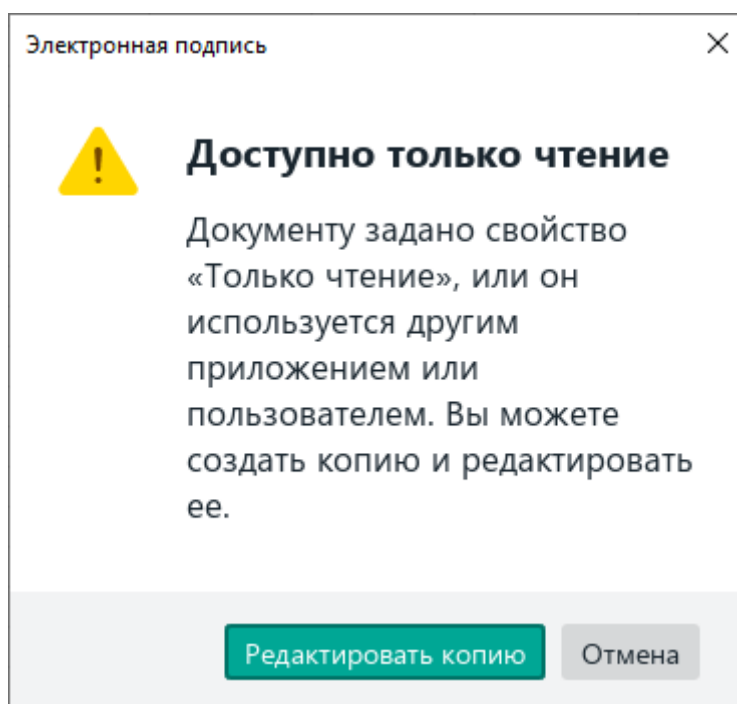 Электронная подпись
Доступно только чтение
Документу задано свойство
«Только чтение», или он
используется другим
приложением или
пользователем. Вы можете
создать копию и редактировать
ее.
Редактировать копию Отмена